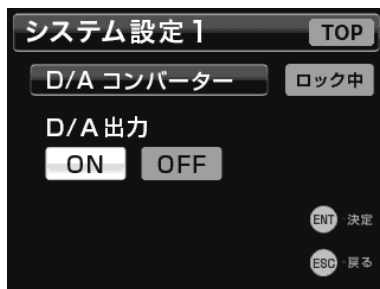 システム設定1 TOP
D/A コンバーター ロック中
D/A出力
ON OFF
ENT 決定
ESC 戻る